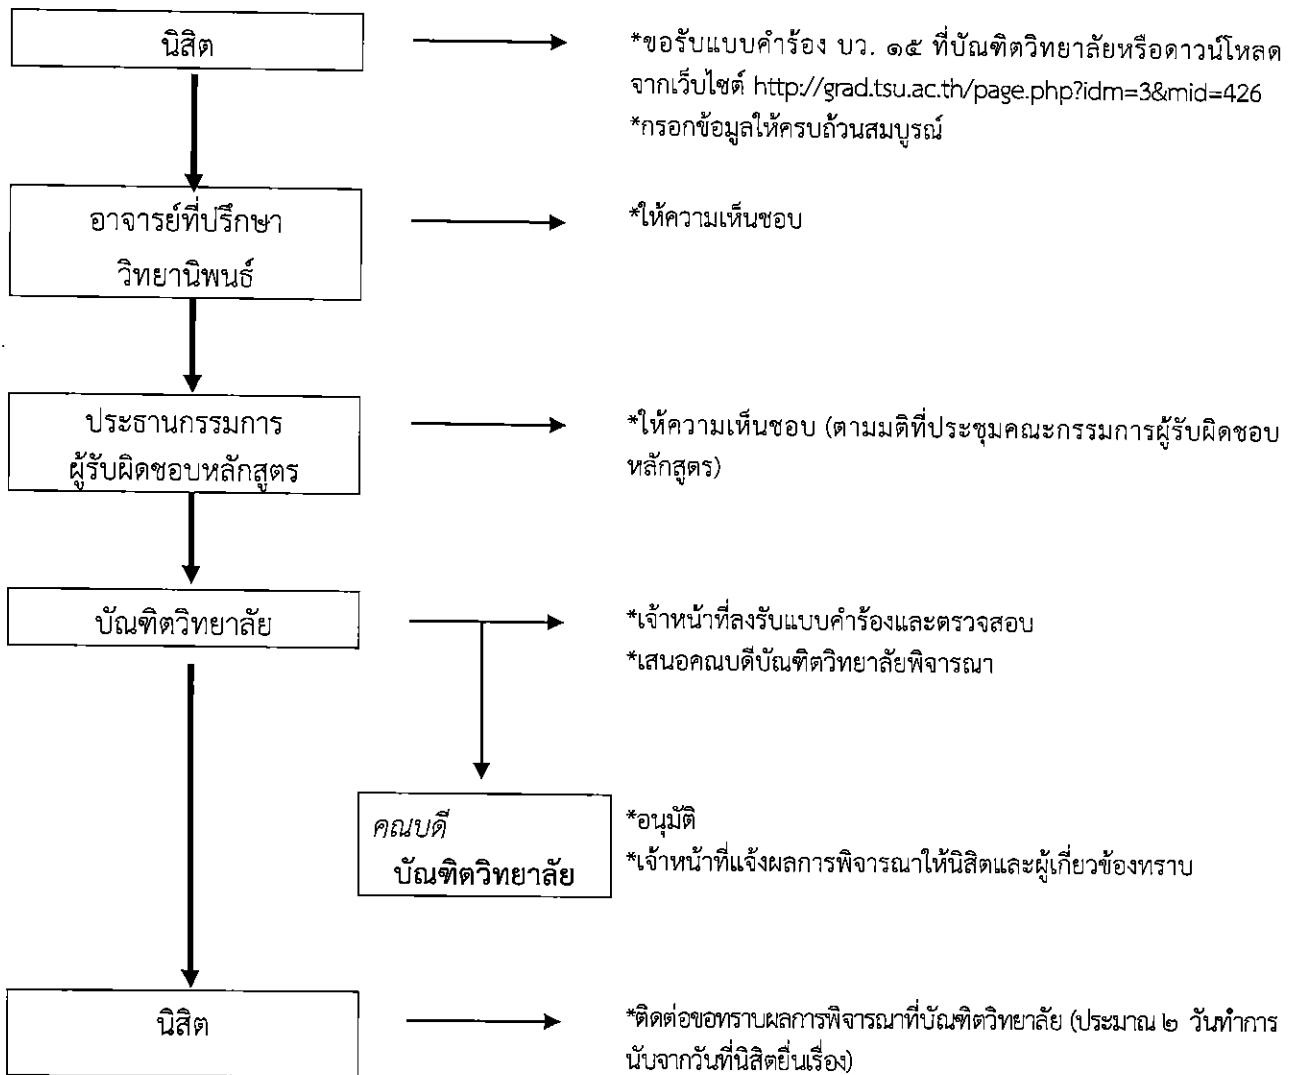 นิสิต
*ขอรับแบบคำร้อง บว. ๑๕ ที่บัณฑิตวิทยาลัยหรือดาวน์โหลด
จากเว็บไซต์ http://grad.tsu.ac.th/page.php?idm=3&mid=426
*กรอกข้อมูลให้ครบถ้วนสมบูรณ์
อาจารย์ที่ปรึกษา
วิทยานิพนธ์
*ให้ความเห็นชอบ
ประธานกรรมการ
ผู้รับผิดชอบหลักสูตร
*ให้ความเห็นชอบ (ตามมติที่ประชุมคณะกรรมการผู้รับผิดชอบ
หลักสูตร)
บัณฑิตวิทยาลัย
*เจ้าหน้าที่ลงรับแบบคำร้องและตรวจสอบ
*เสนอคณบดีบัณฑิตวิทยาลัยพิจารณา
คณบดี
บัณฑิตวิทยาลัย
*อนุมัติ
*เจ้าหน้าที่แจ้งผลการพิจารณาให้นิสิตและผู้เกี่ยวข้องทราบ
นิสิต
*ติดต่อขอทราบผลการพิจารณาที่บัณฑิตวิทยาลัย (ประมาณ ๒ วันทำการ
นับจากวันที่นิสิตยื่นเรื่อง)